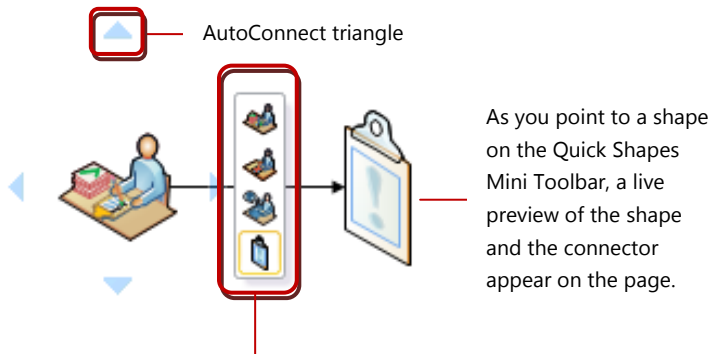 AutoConnect triangle
As you point to a shape
on the Quick Shapes
Mini Toolbar, a live
preview of the shape
and the connector
appear on the page.